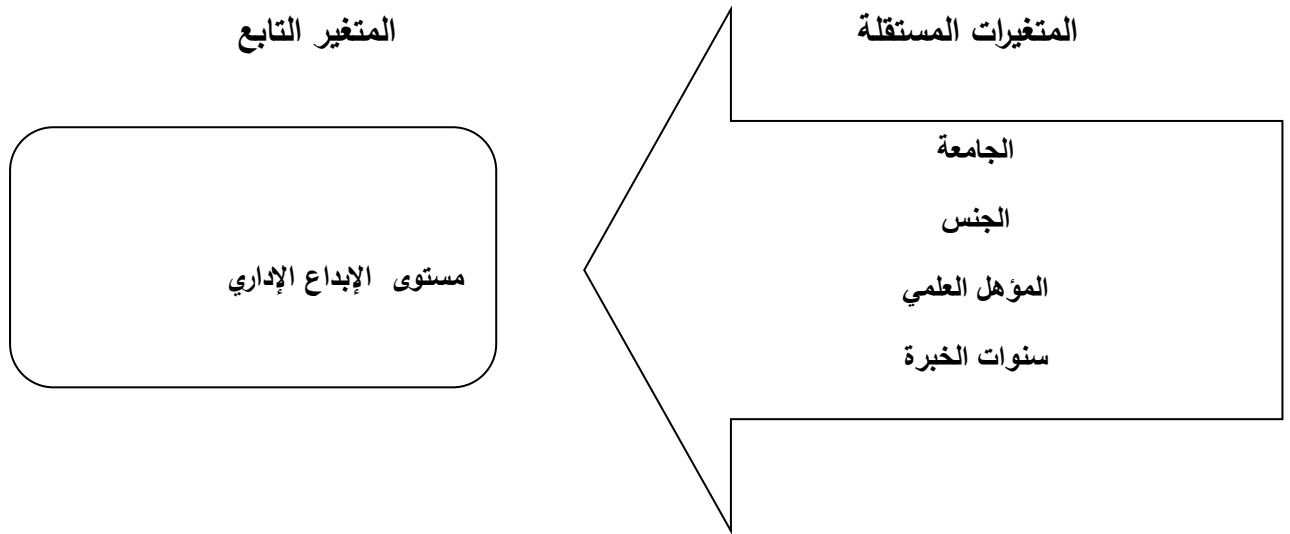 المتغيرات المستقلة
المتغير التابع
الجامعة
الجنس
المؤهل العلمي
سنوات الخبرة
مستوى الإبداع الإداري